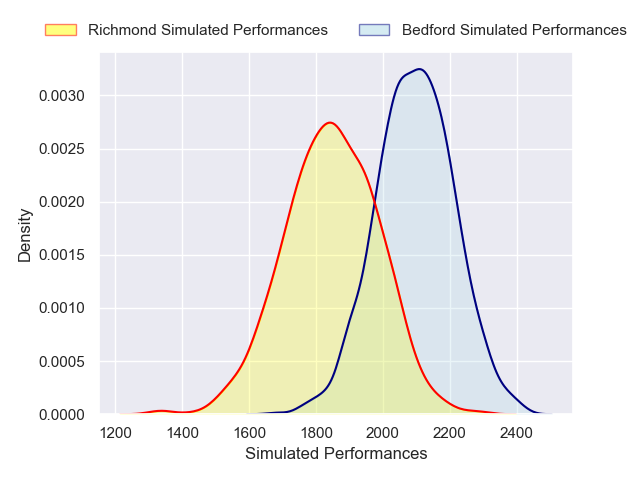 Richmond Simulated Performances Bedford Simulated Performances
0.0030
0.0025
0.0020
0.0015
0.0010
0.0005
0.0000
Density
1200 1400 1600 1800 2000 2200 2400
Simulated Performances